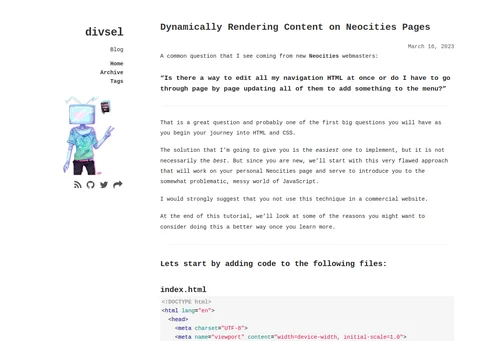 divsel
Blog
Home
Archive
Tags
Dynamically Rendering Content on Neocities Pages
March 16, 2023
A common question that I see coming from new Neocities webmasters:
“Is there a way to edit all my navigation HTML at once or do I have to go
through page by page updating all of them to add something to the menu?”
That is a great question and probably one of the first big questions you will have as
you begin your journey into HTML and CSS.
The solution that I’m going to give you is the easiest one to implement, but it is not
necessarily the best. But since you are new, we’ll start with this very flawed approach
that will work on your personal Neocities page and serve to introduce you to the
somewhat problematic, messy world of JavaScript.
I would strongly suggest that you not use this technique in a commercial website.
At the end of this tutorial, we’ll look at some of the reasons you might want to
consider doing this a better way once you learn more.
Lets start by adding code to the following files:
index.html
<!DOCTYPE html>
<html lang="en">
<head>
<meta charset="UTF-8">
<meta name="viewport" content="width=device-width, initial-scale=1.0">